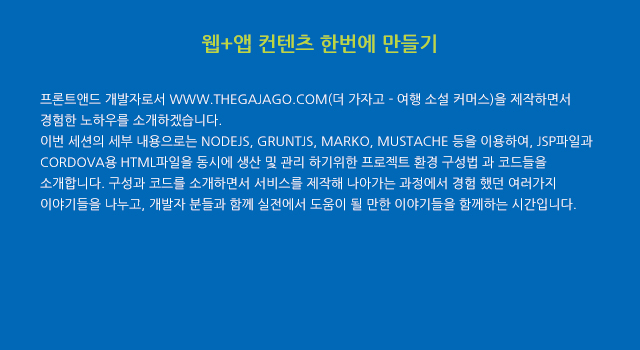 웹+앱 컨텐츠 한번에 만들기
프론트앤드 개발자로서 WWW.THEGAJAGO.COM(더 가자고 - 여행 소설 커머스)을 제작하면서
경험한 노하우를 소개하겠습니다.
이번 세션의 세부 내용으로는 NODEJS, GRUNTJS, MARKO, MUSTACHE 등을 이용하여, JSP파일과
CORDOVA용 HTML파일을 동시에 생산 및 관리 하기위한 프로젝트 환경 구성법 과 코드들을
소개합니다. 구성과 코드를 소개하면서 서비스를 제작해 나아가는 과정에서 경험 했던 여러가지
이야기들을 나누고, 개발자 분들과 함께 실전에서 도움이 될 만한 이야기들을 함께하는 시간입니다.